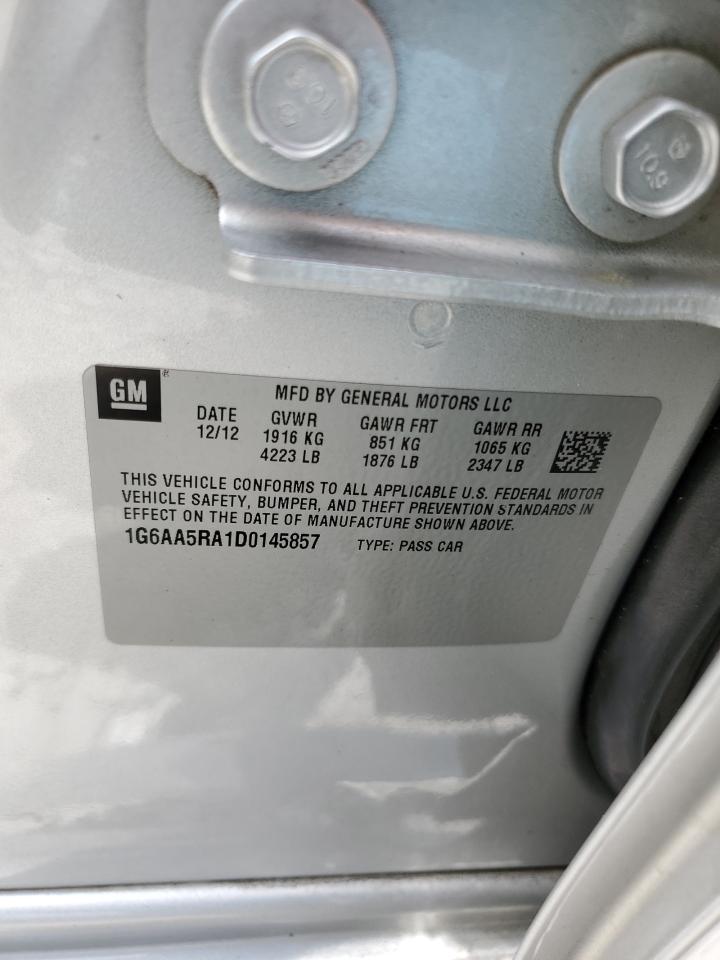 GM
MFD BY GENERAL MOTORS LLC
DATE GVWR GAWR FRT GAWR RR
12/12 1916 KG 851 KG 1065 KG
4223 LB 1876 LB 2347 LB
THIS VEHICLE CONFORMS TO ALL APPLICABLE U.S. FEDERAL MOTOR
VEHICLE SAFETY, BUMPER, AND THEFT PREVENTION STANDARDS IN
EFFECT ON THE DATE OF MANUFACTURE SHOWN ABOVE.
1G6AA5RA1D0145857 TYPE: PASS CAR